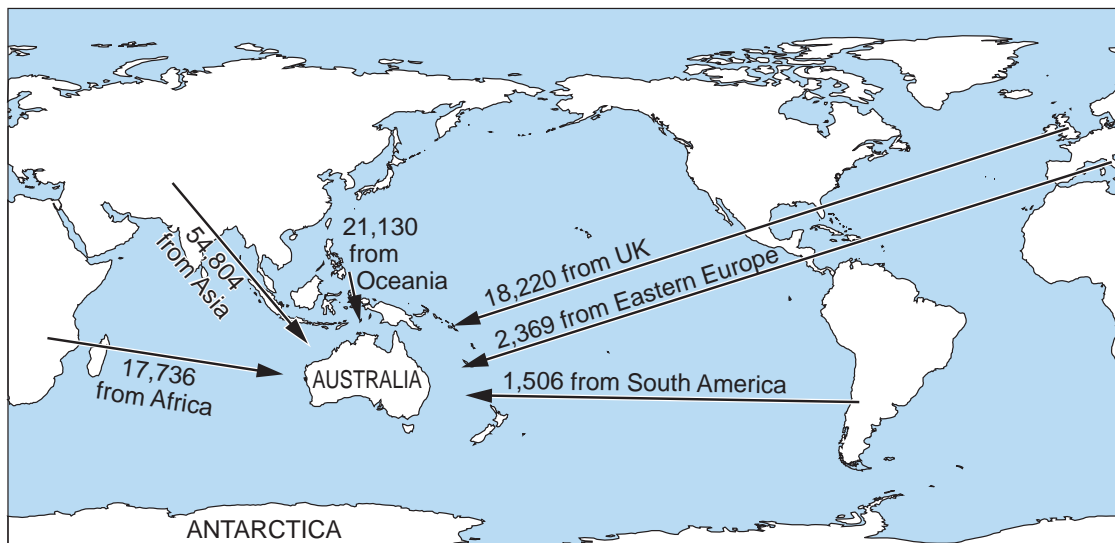 54,804
from Asia
21,130
from
Oceania
18,220 from UK
2,369 from Eastern Europe
17,736
from Africa
AUSTRALIA
1,506 from South America
ANTARCTICA